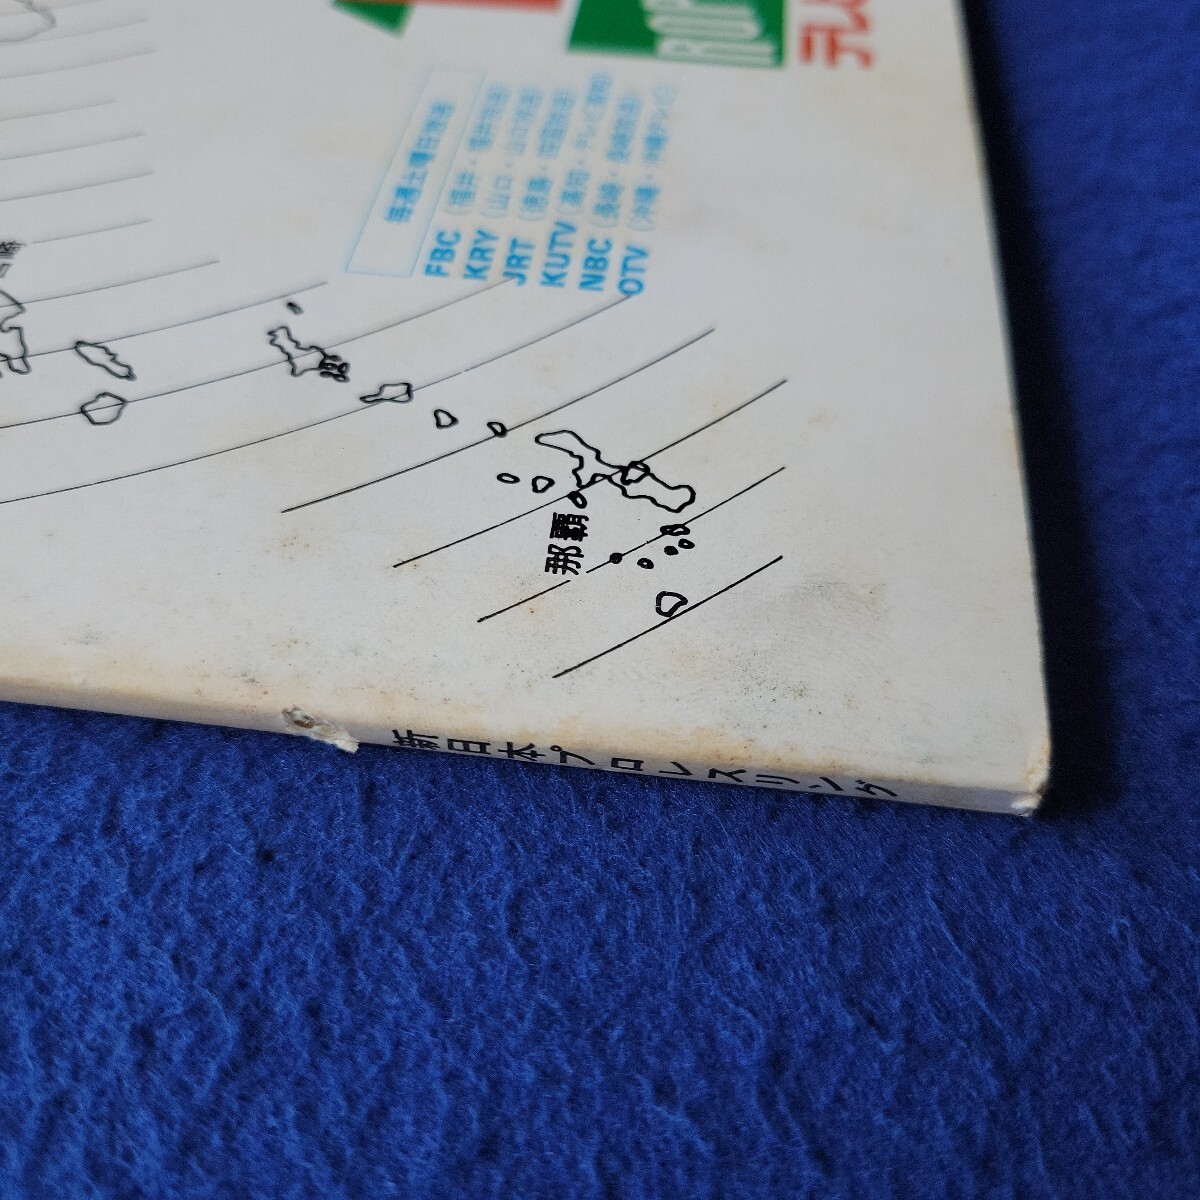 テレ
毎週土曜日放送
FBC (福井・福井放送)
KRY (山口・山口放送)
JRT (徳島・四国放送)
KUTV (高知・テレビ高知)
NBC (長崎・長崎放送)
OTV (沖縄・沖縄テレビ)
那覇
新日本プロレスリング